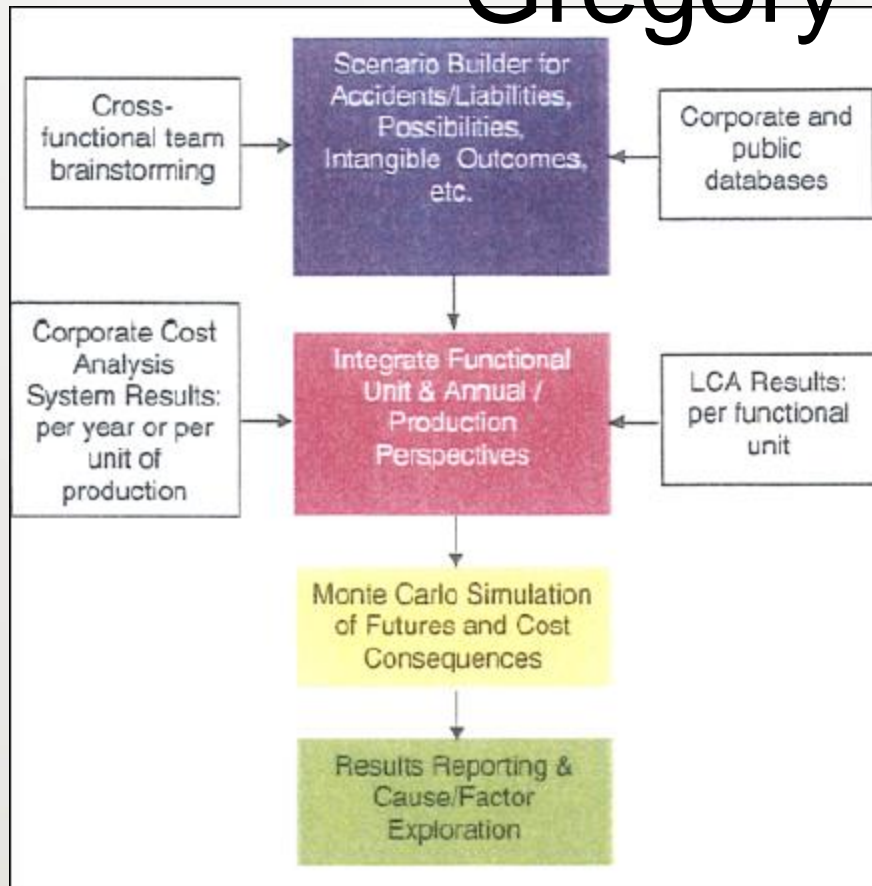 Gregory
Scenario Builder for
Accidents/Liabilities,
Possibilities,
Intangible Outcomes,
etc.
Cross-
functional team
brainstorming
Corporate and
public
databases
Corporate Cost
Analysis
System Results:
per year or per
unit of
production
Integrate Functional
Unit & Annual /
Production
Perspectives
LCA Results:
per functional
unit
Monte Carlo Simulation
of Futures and Cost
Consequences
Results Reporting &
Cause/Factor
Exploration